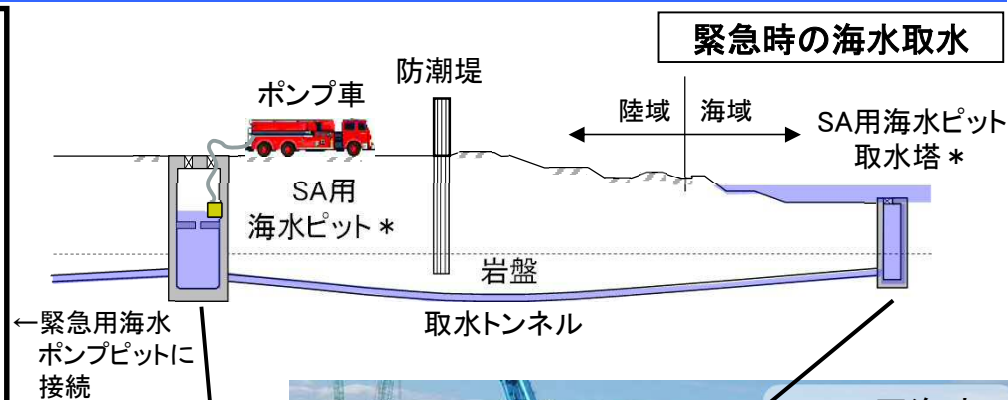 緊急時の海水取水
防潮堤
ポンプ車
陸域
海域
SA用海水ピット
取水塔＊
SA用
海水ピット＊
岩盤
取水トンネル
←緊急用海水
ポンプピットに
接続